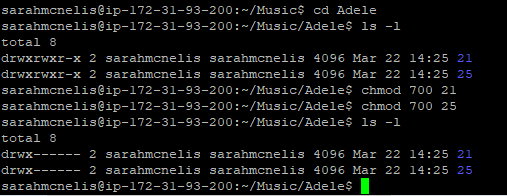 sarahmcnelis@ip-172-31-93-200:~/Music$ cd Adele
sarahmcnelis@ip-172-31-93-200:~/Music/Adele$ ls -l
total 8
drwxrwxr-x 2 sarahmcnelis sarahmcnelis 4096 Mar 22 14:25 21
drwxrwxr-x 2 sarahmcnelis sarahmcnelis 4096 Mar 22 14:25 25
sarahmcnelis@ip-172-31-93-200:~/Music/Adele$ chmod 700 21
sarahmcnelis@ip-172-31-93-200:~/Music/Adele$ chmod 700 25
sarahmcnelis@ip-172-31-93-200:~/Music/Adele$ ls -l
total 8
drwx------ 2 sarahmcnelis sarahmcnelis 4096 Mar 22 14:25 21
drwx------ 2 sarahmcnelis sarahmcnelis 4096 Mar 22 14:25 25
sarahmcnelis@ip-172-31-93-200:~/Music/Adele$